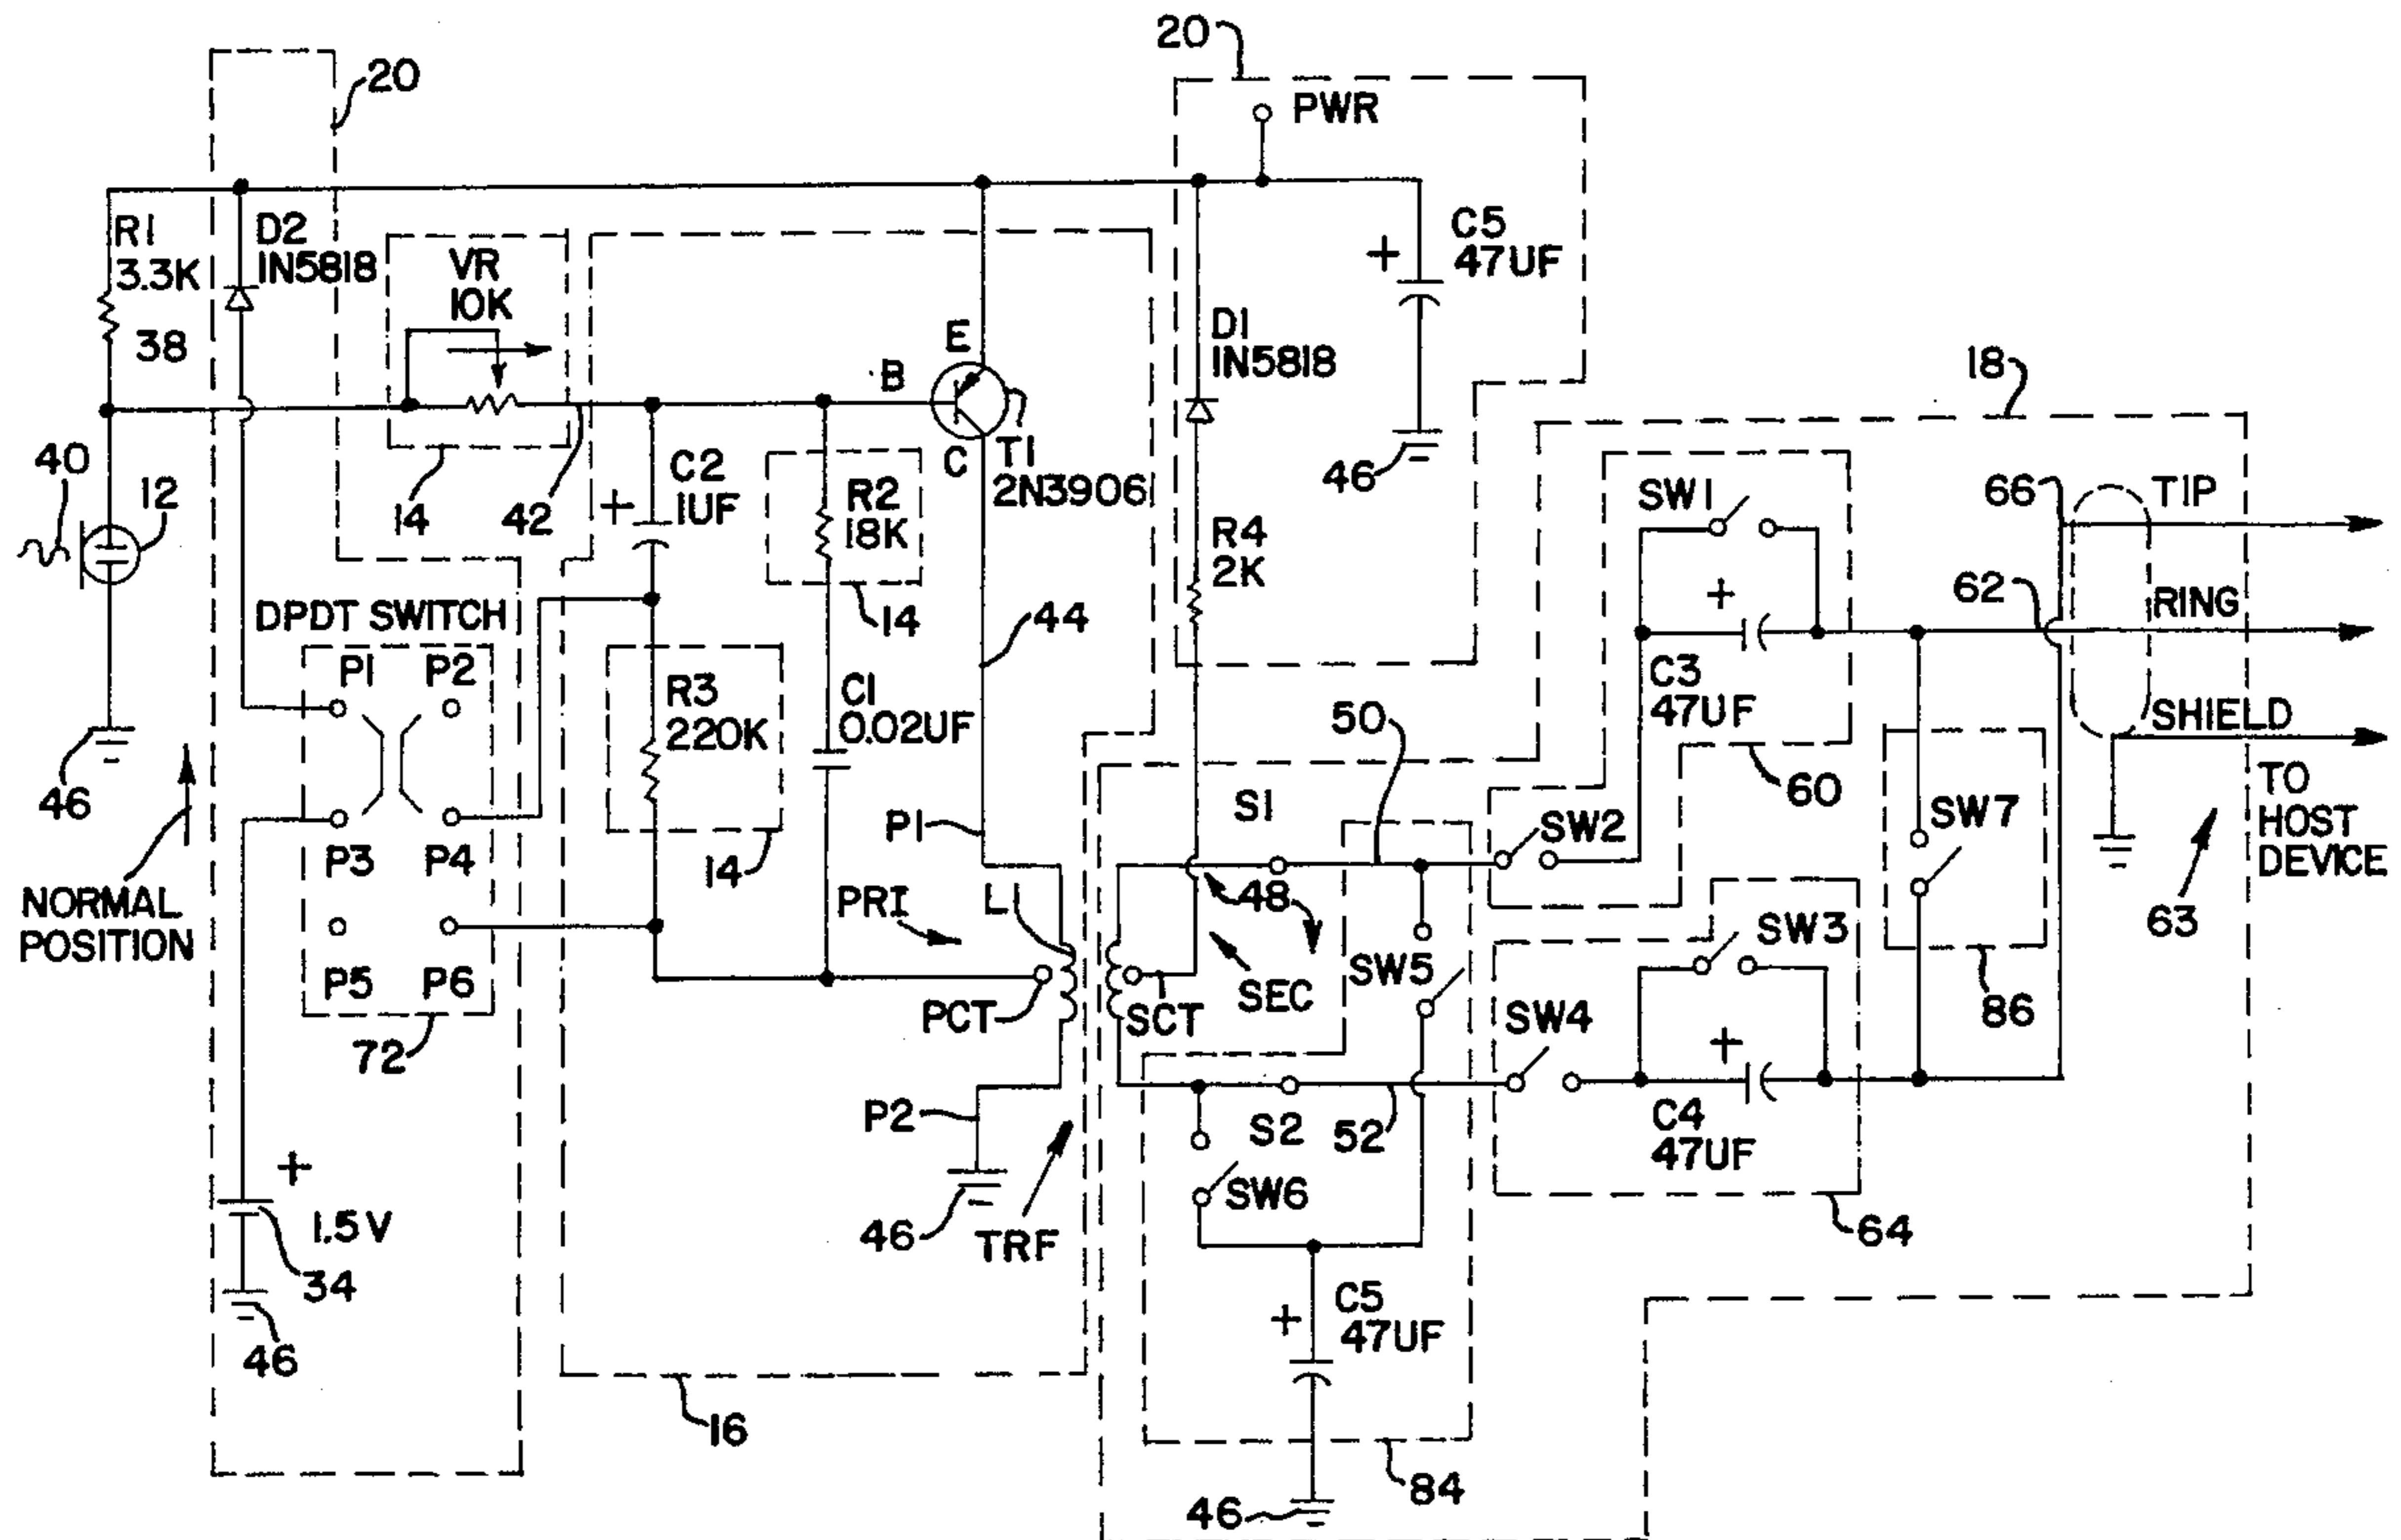 20
20
PWR
R1
3.3K
38
D2
1N5818
VR
10K
C5
47UF
E
B
C
T1
2N3906
D1
1N5818
18
40
12
14
42
C2
1UF
+
R2
18K
14
+
46
R4
2K
SW1
66
TIP
62
RING
+
C3
47UF
SHIELD
DPDT SWITCH
P1
P2
R3
220K
C1
0.02UF
44
50
60
SW7
TO
HOST
DEVICE
46
P3
P4
14
P1
S1
SW2
63
NORMAL
POSITION
PRI
L1
48
SW5
SW3
86
P5
P6
PCT
SCT
SEC
SW4
+
72
P2
S2
52
C4
47UF
+
1.5V
34
46
TRF
SW6
64
46
+
C5
47UF
16
84
46